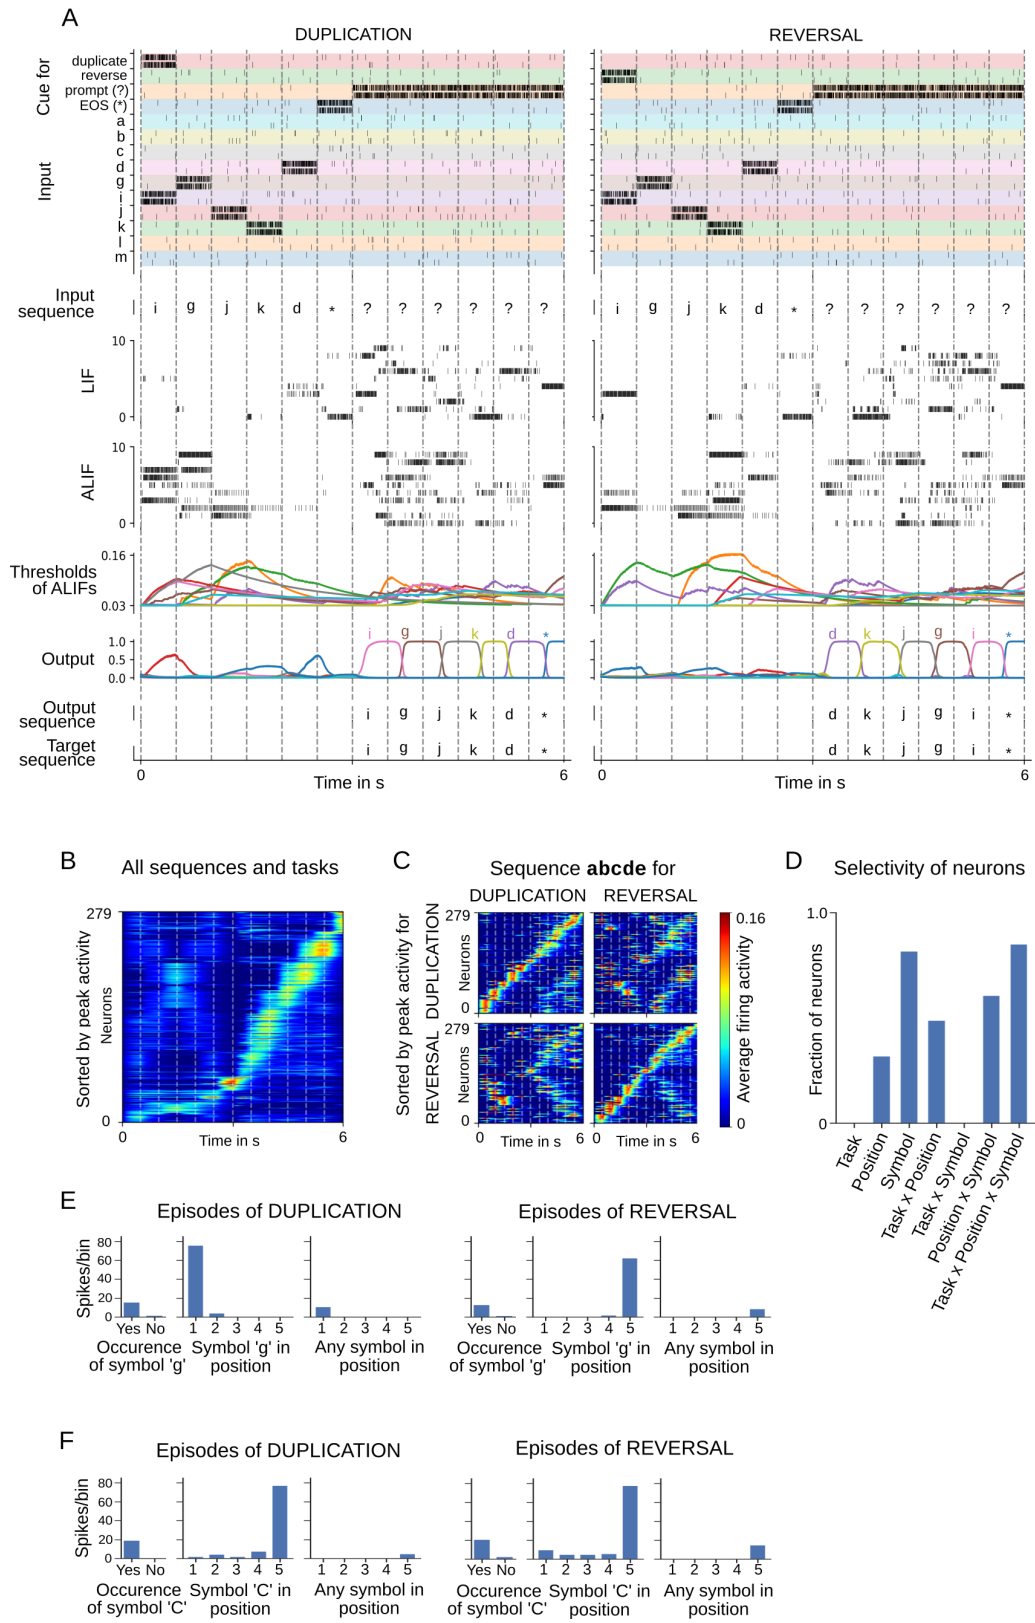 A
DUPLICATION
REVERSAL
Cue for
duplicate
reverse
prompt (?)
EOS (*)
Input
a
b
c
d
g
i
j
k
l
m
Input
sequence
i g j k d * ? ? ? ? ? ?
i g j k d * ? ? ? ? ? ?
LIF
10
0
ALIF
10
0
Thresholds
of ALIFs
0.16
0.03
Output
1.0
0.5
0.0
i g j k d *
d k j g i *
Output
sequence
i g j k d *
d k j g i *
Target
sequence
i g j k d *
d k j g i *
0 Time in s 6
0 Time in s 6
B
All sequences and tasks
Sorted by peak activity
Neurons
279
0
0 Time in s 6
C
Sequence abcde for
DUPLICATION REVERSAL
Sorted by peak activity for
REVERSAL DUPLICATION
Neurons
279
0
Neurons
279
0
0 Time in s 6
0 Time in s 6
0.16
0
Average firing activity
D
Selectivity of neurons
Fraction of neurons
1.0
0
Task
Position
Symbol
Task x Position
Task x Symbol
Position x Symbol
Task x Position x Symbol
E
Episodes of DUPLICATION
Episodes of REVERSAL
Spikes/bin
80
60
40
20
0
Yes No
1 2 3 4 5
1 2 3 4 5
Yes No
1 2 3 4 5
1 2 3 4 5
Occurence
of symbol 'g'
Symbol 'g' in
position
Any symbol in
position
Occurence
of symbol 'g'
Symbol 'g' in
position
Any symbol in
position
F
Episodes of DUPLICATION
Episodes of REVERSAL
Spikes/bin
80
60
40
20
0
Yes No
1 2 3 4 5
1 2 3 4 5
Yes No
1 2 3 4 5
1 2 3 4 5
Occurence
of symbol 'C'
Symbol 'C' in
position
Any symbol in
position
Occurence
of symbol 'C'
Symbol 'C' in
position
Any symbol in
position